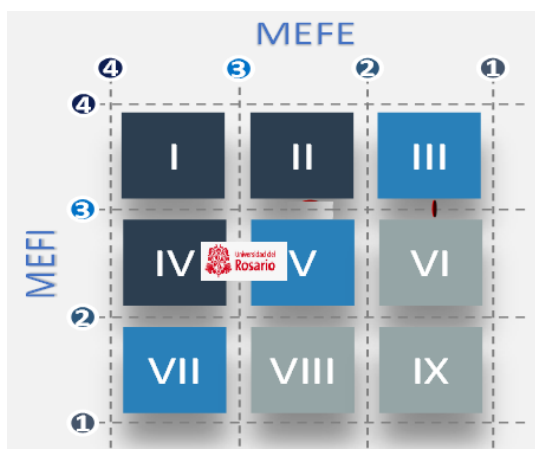 MEFE
4 3 2 1
4
I II III
3
MEFI
IV Universidad del Rosario V VI
2
VII VIII IX
1